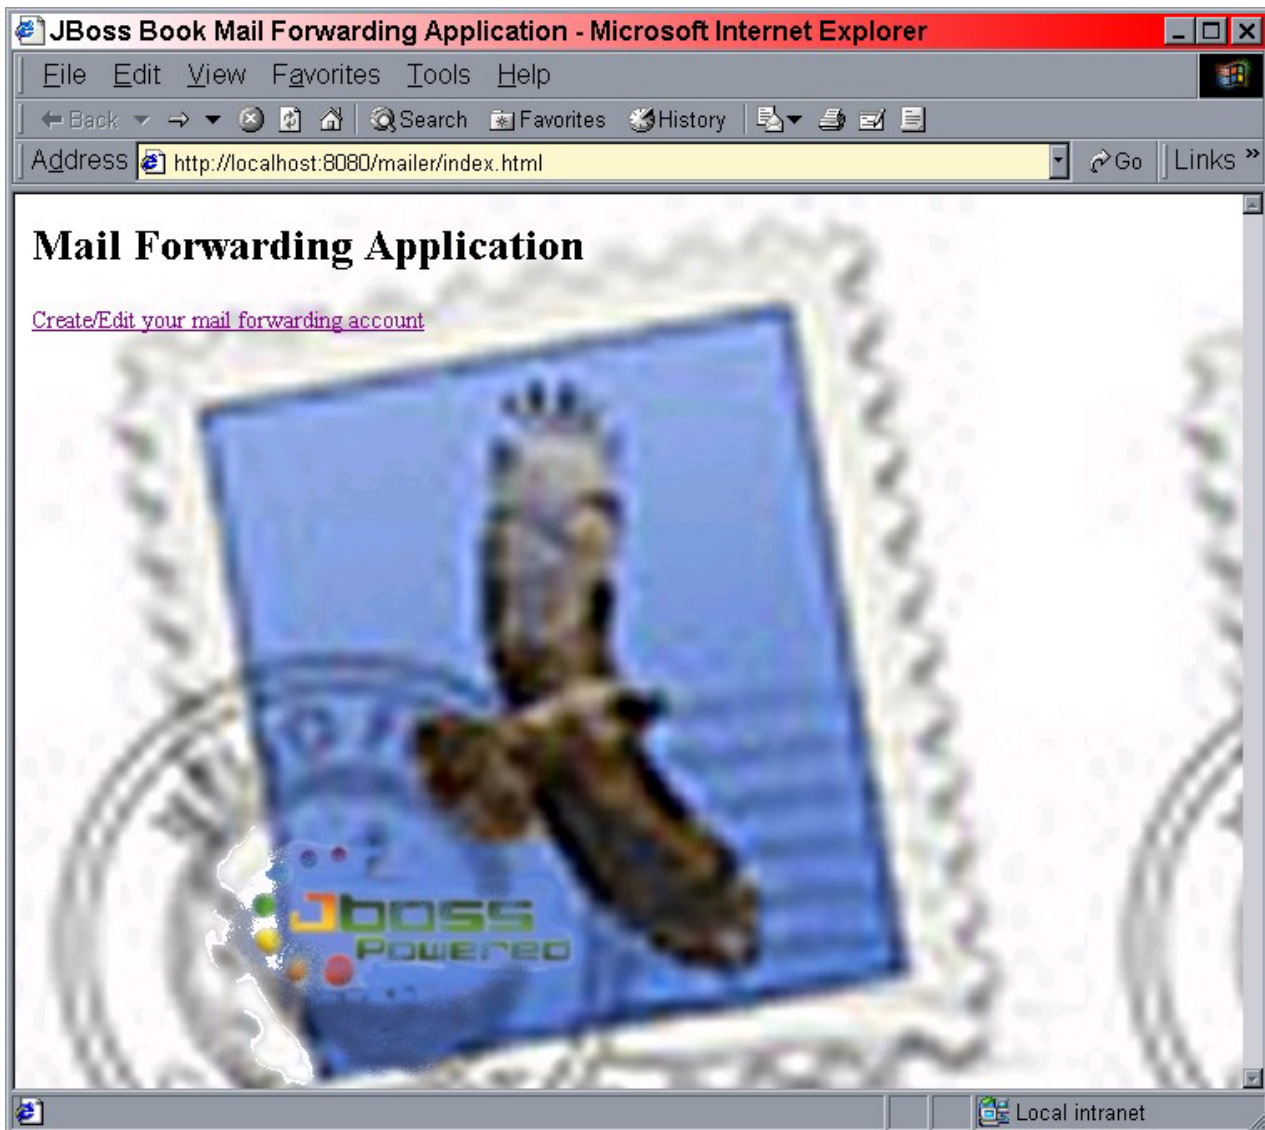 JBoss Book Mail Forwarding Application - Microsoft Internet Explorer
File Edit View Favorites Tools Help
Back Search Favorites History
Address http://localhost:8080/mailer/index.html Go Links »
Mail Forwarding Application
Create/Edit your mail forwarding account
Jboss
Powered
Local intranet